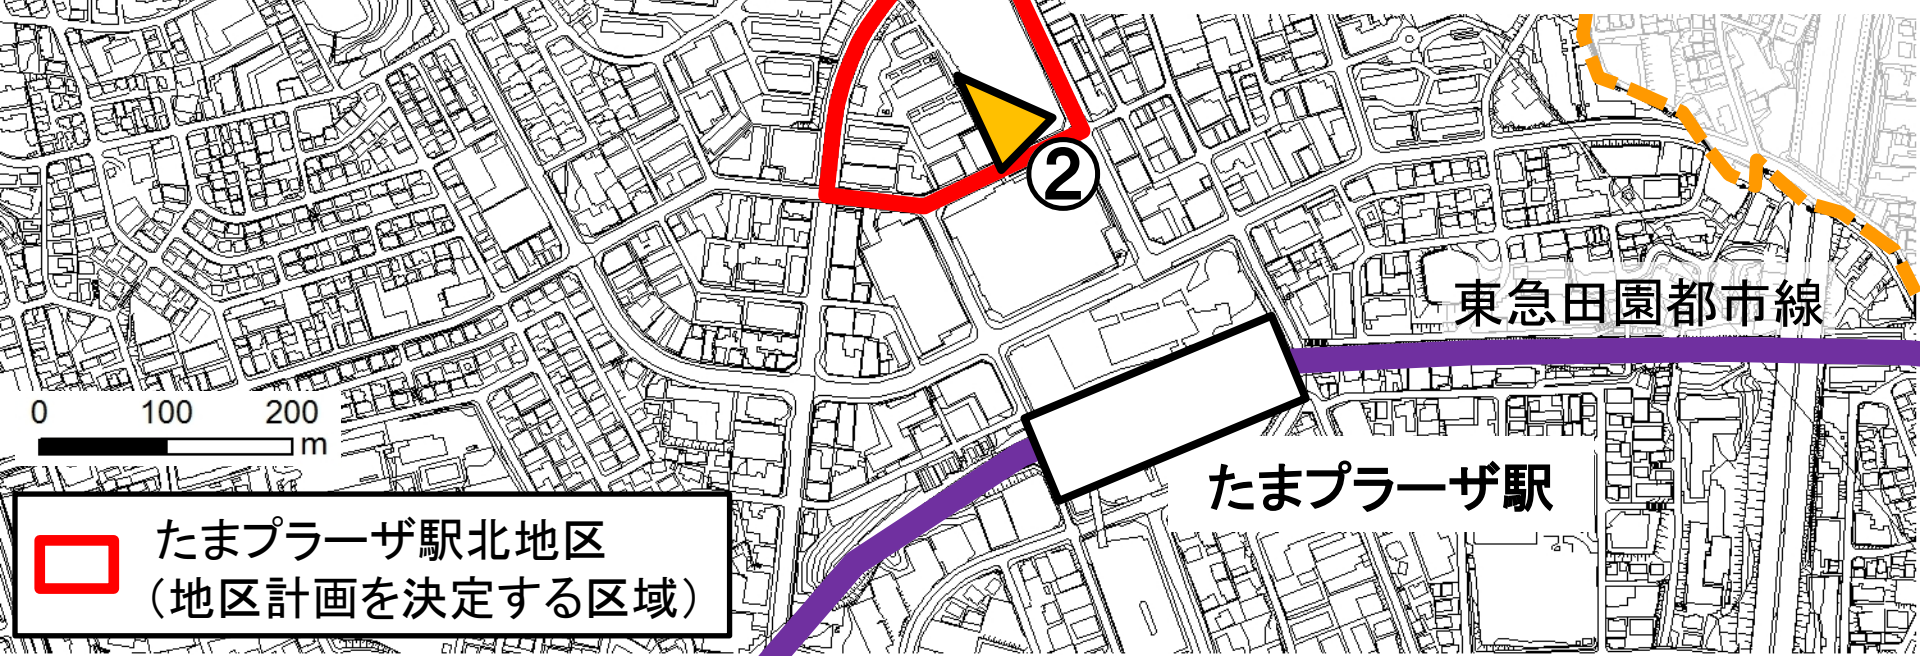 ②
東急田園都市線
0 100 200
m
たまプラーザ駅
たまプラーザ駅北地区
（地区計画を決定する区域）